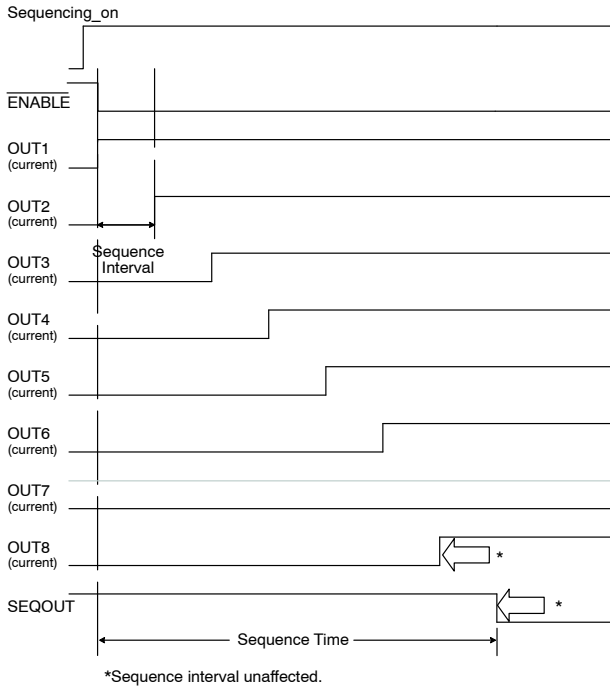 Sequencing_on
ENABLE
OUT1
(current)
OUT2
(current)
Sequence
Interval
OUT3
(current)
OUT4
(current)
OUT5
(current)
OUT6
(current)
OUT7
(current)
OUT8
(current)
*
SEQOUT
*
Sequence Time
*Sequence interval unaffected.